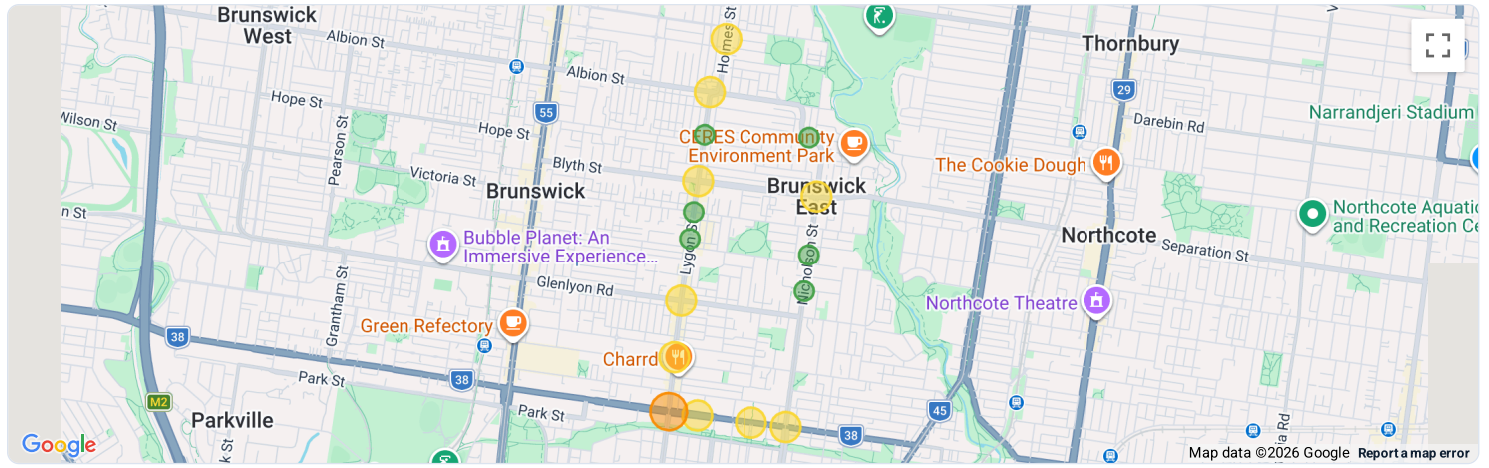 Brunswick
West
Albion St
Holmes St
Thornbury
Albion St
29
Hope St
55
Narrandjeri Stadium
Wilson St
Hope St
Darebin Rd
CERES Community
Environment Park
Pearson St
Blyth St
The Cookie Dough
Victoria St
Brunswick
Brunswick
East
n St
Northcote Aquatic
and Recreation Ce
Bubble Planet: An
Immersive Experience...
Lygon St
Nicholson St
Northcote
Separation St
Grantham St
Glenlyon Rd
Northcote Theatre
Green Refectory
38
Charrd
Park St
38
M2
Park St
45
Parkville
38
k St
ia Rd
Google
Map data ©2026 Google
Report a map error